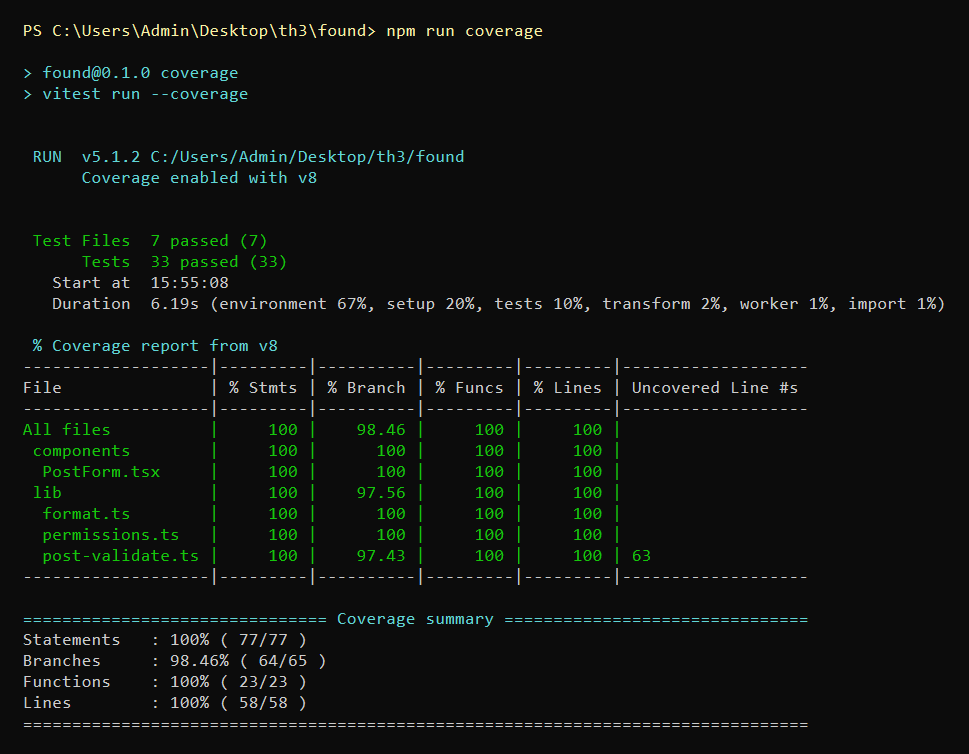 PS C:\Users\Admin\Desktop\th3\found> npm run coverage
> found@0.1.0 coverage
> vitest run --coverage
RUN  v5.1.2 C:/Users/Admin/Desktop/th3/found
Coverage enabled with v8
Test Files  7 passed (7)
Tests  33 passed (33)
Start at  15:55:08
Duration  6.19s (environment 67%, setup 20%, tests 10%, transform 2%, worker 1%, import 1%)
% Coverage report from v8
-------------------|---------|----------|---------|---------|-------------------
File               | % Stmts | % Branch | % Funcs | % Lines | Uncovered Line #s
-------------------|---------|----------|---------|---------|-------------------
All files          |     100 |    98.46 |     100 |     100 |
 components        |     100 |      100 |     100 |     100 |
  PostForm.tsx     |     100 |      100 |     100 |     100 |
 lib               |     100 |    97.56 |     100 |     100 |
  format.ts        |     100 |      100 |     100 |     100 |
  permissions.ts   |     100 |      100 |     100 |     100 |
  post-validate.ts |     100 |    97.43 |     100 |     100 | 63
-------------------|---------|----------|---------|---------|-------------------
=============================== Coverage summary ===============================
Statements   : 100% ( 77/77 )
Branches     : 98.46% ( 64/65 )
Functions    : 100% ( 23/23 )
Lines        : 100% ( 58/58 )
================================================================================